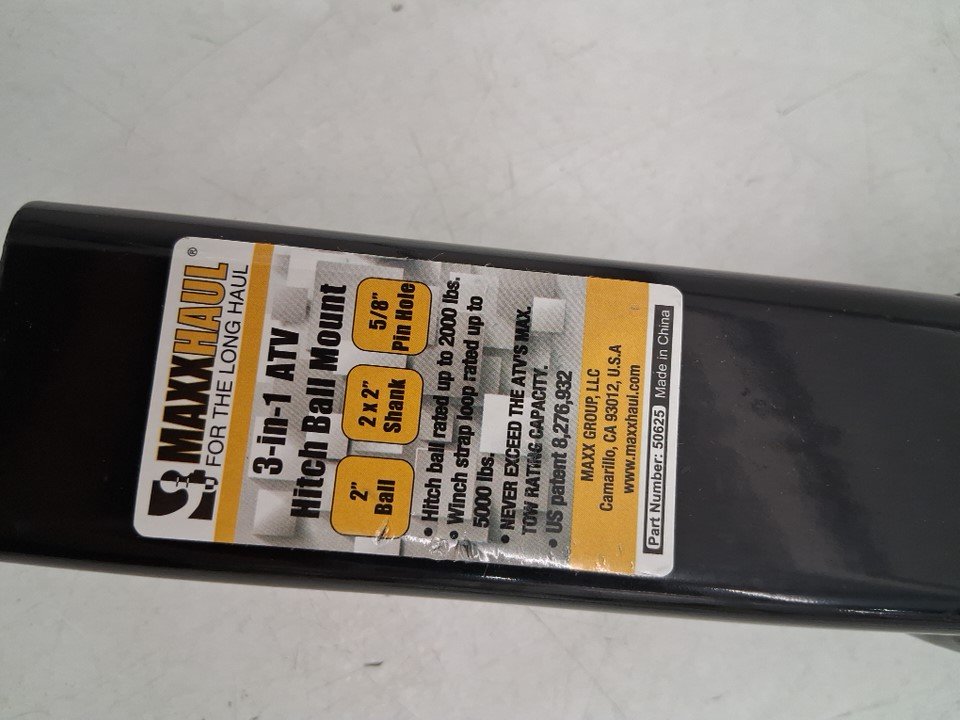 MAXXHAUL®
FOR THE LONG HAUL
3-in-1 ATV
Hitch Ball Mount
2"
Ball
2 x 2"
Shank
5/8"
Pin Hole
• Hitch ball rated up to 2000 lbs.
• Winch strap loop rated up to
5000 lbs.
• NEVER EXCEED THE ATV'S MAX.
TOW RATING CAPACITY.
• US patent 8,276,932
MAXX GROUP, LLC
Camarillo, CA 93012, U.S.A
www.maxxhaul.com
Part Number: 50625 Made in China